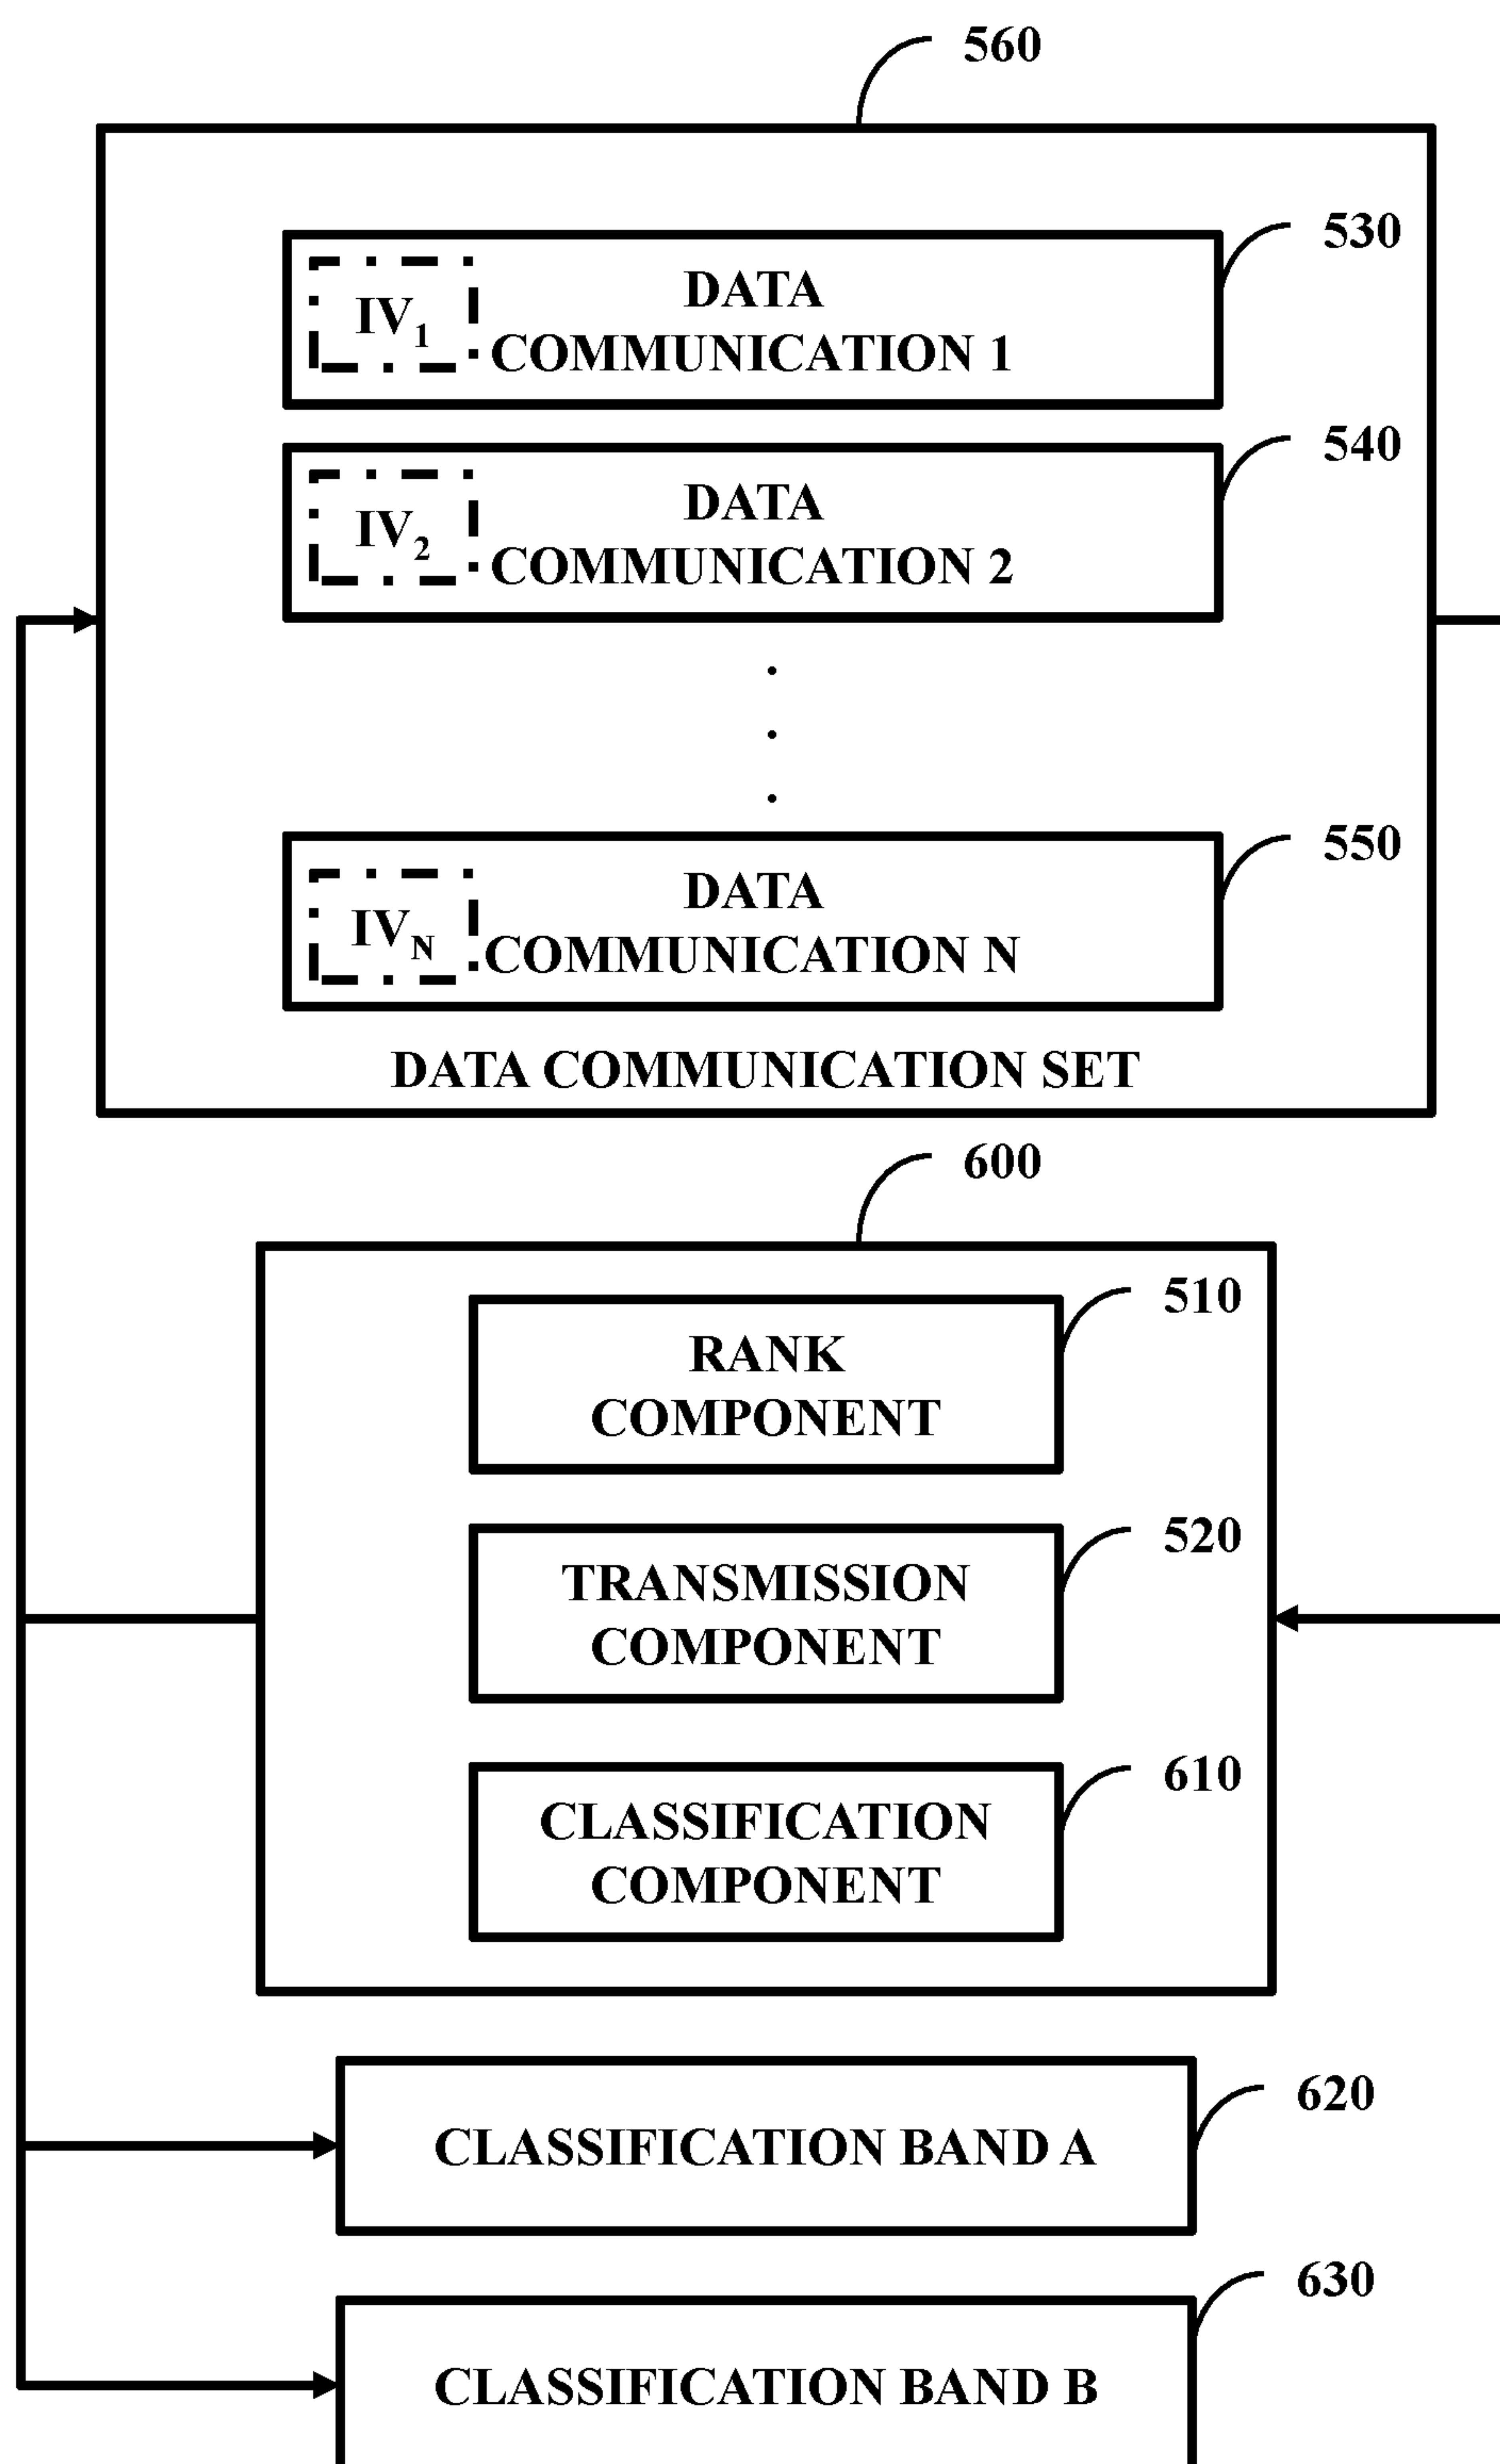 560
530
IV1
DATA
COMMUNICATION 1
540
IV2
DATA
COMMUNICATION 2
.
.
.
550
IVN
DATA
COMMUNICATION N
DATA COMMUNICATION SET
600
510
RANK
COMPONENT
520
TRANSMISSION
COMPONENT
610
CLASSIFICATION
COMPONENT
620
CLASSIFICATION BAND A
630
CLASSIFICATION BAND B